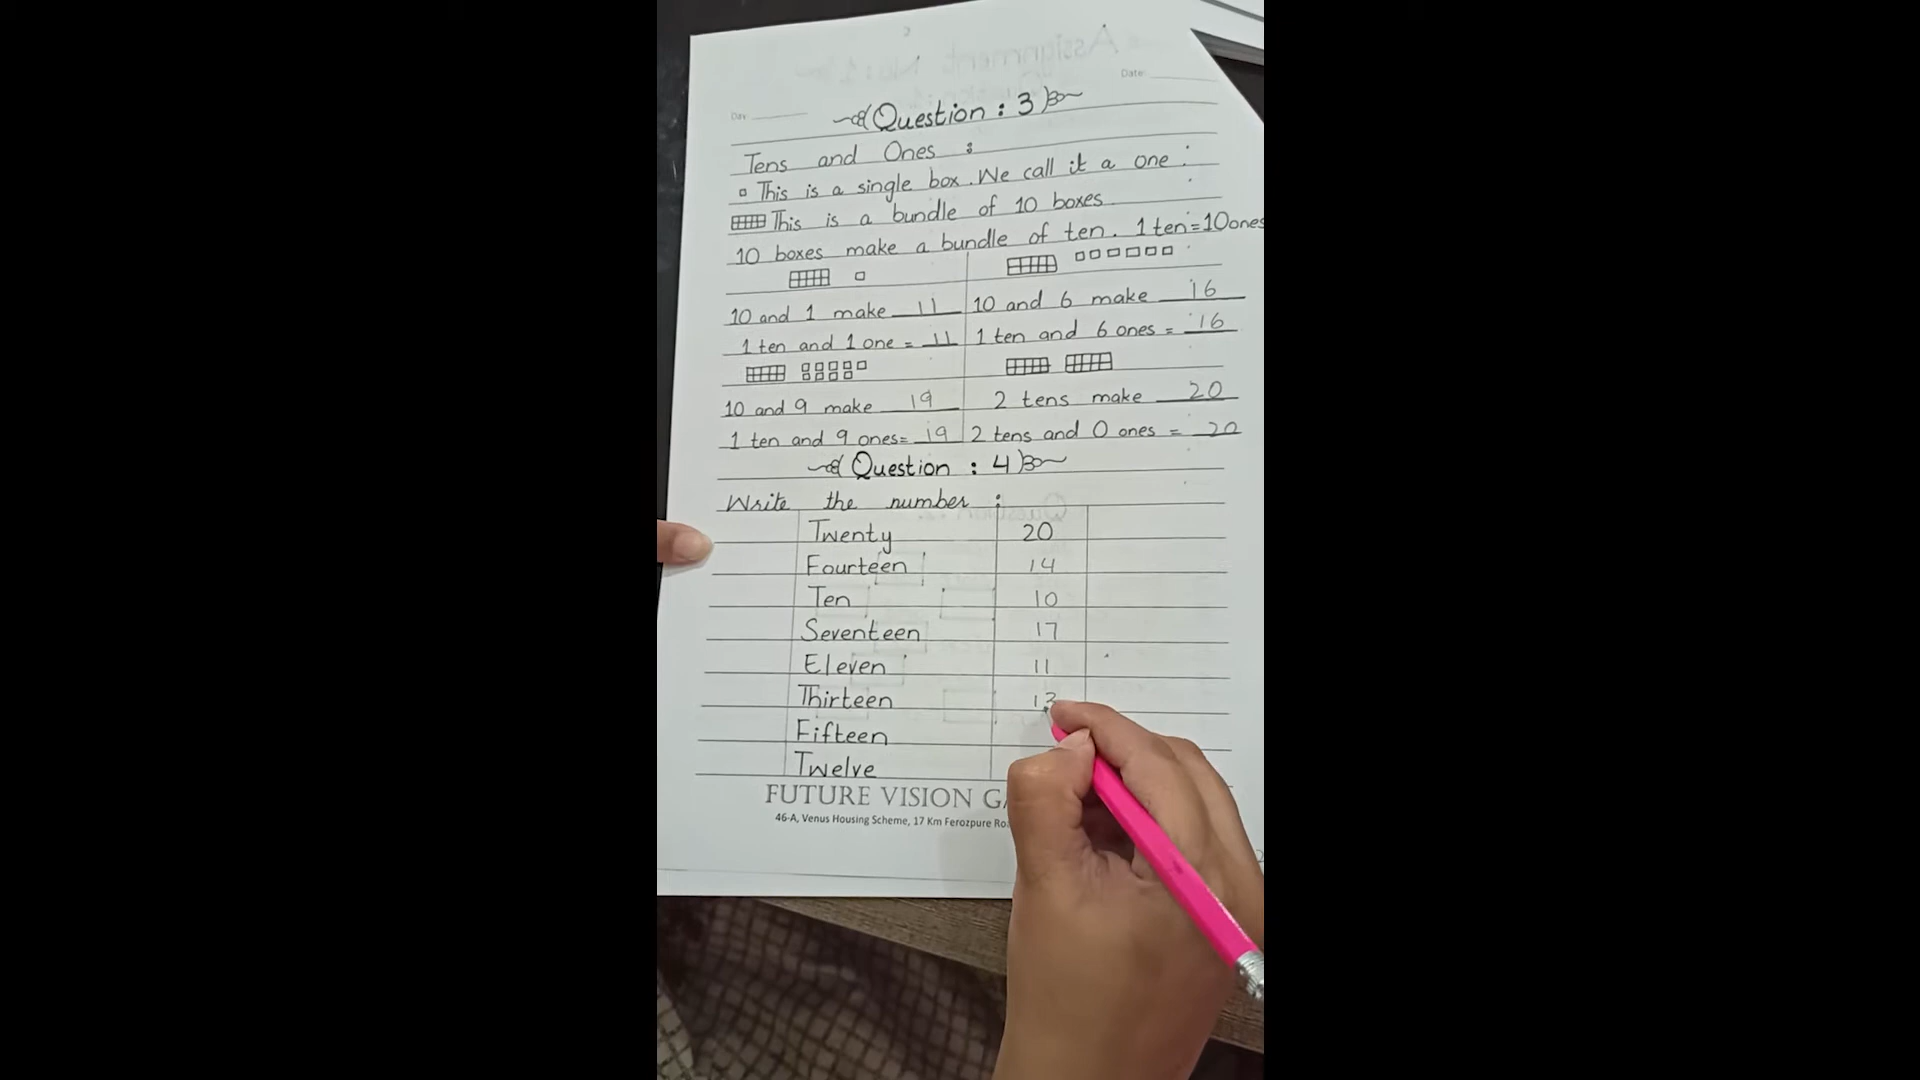 Date:
Day
Question : 3
Tens and Ones :
This is a single box. We call it a one.
This is a bundle of 10 boxes
10 boxes make a bundle of ten. 1 ten=10 ones
10 and 1 make 11
10 and 6 make 16
1 ten and 1 one = 11
1 ten and 6 ones = 16
10 and 9 make 19
2 tens make 20
1 ten and 9 ones= 19
2 tens and 0 ones = 20
Question : 4
Write the number :
Twenty 20
Fourteen 14
Ten 10
Seventeen 17
Eleven 11
Thirteen 13
Fifteen
Twelve
FUTURE VISION
46-A, Venus Housing Scheme, 17 Km Ferozpure